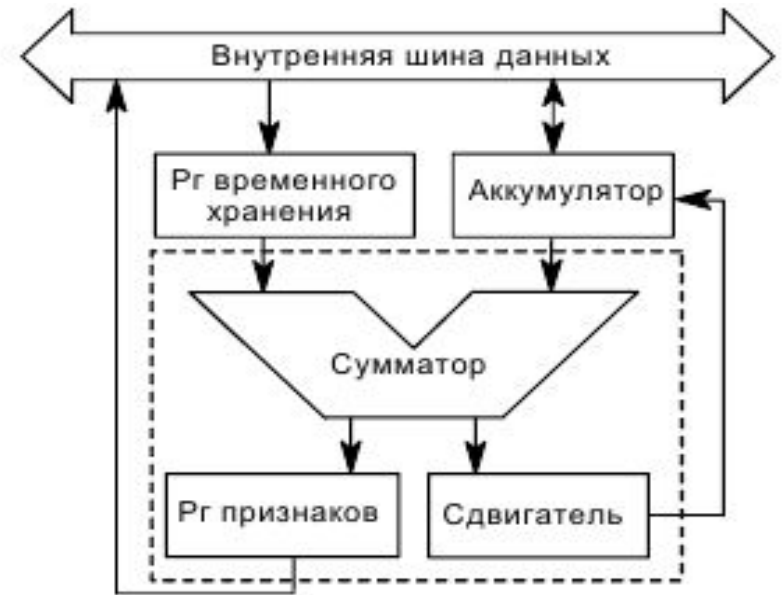 Внутренняя шина данных
Рг временного
хранения
Аккумулятор
Сумматор
Рг признаков
Сдвигатель